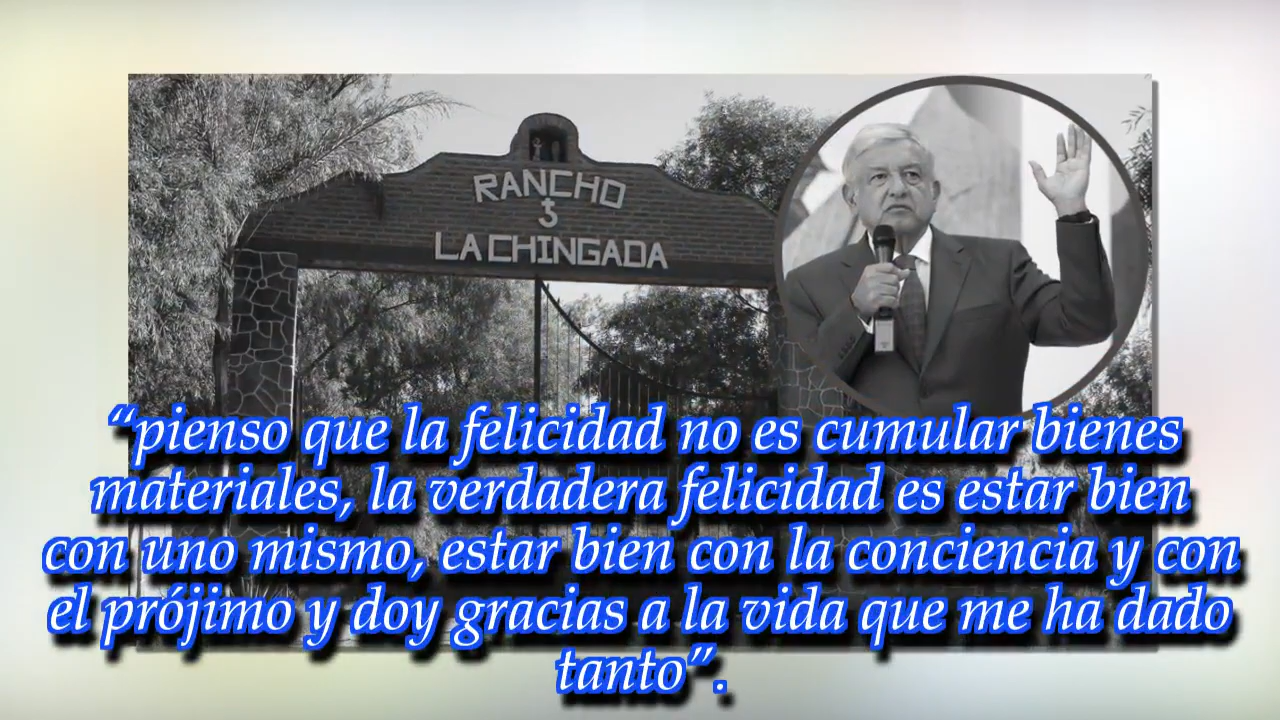 RANCHO
$
LA CHINGADA
“pienso que la felicidad no es cumular bienes
materiales, la verdadera felicidad es estar bien
con uno mismo, estar bien con la conciencia y con
el prójimo y doy gracias a la vida que me ha dado
tanto”.